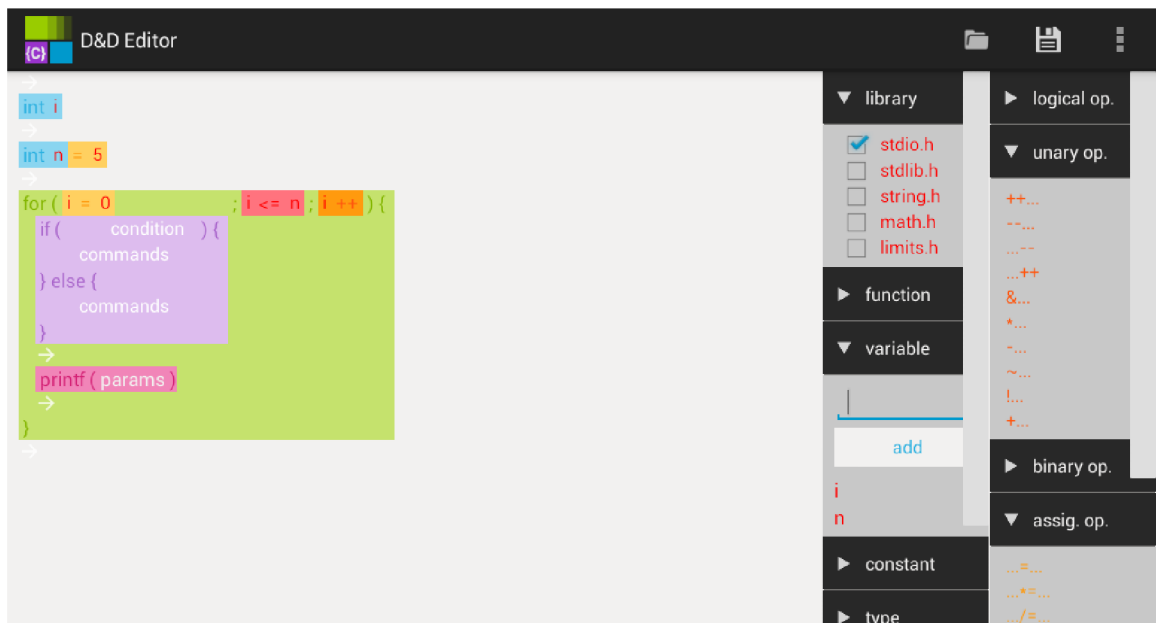 {C} D&D Editor
→
int i
→
int n = 5
→
for ( i = 0 ; i <= n ; i ++ ) {
if ( condition ) {
commands
} else {
commands
}
→
printf ( params )
→
}
→
library
stdio.h
stdlib.h
string.h
math.h
limits.h
function
variable
add
i
n
constant
type
logical op.
unary op.
++...
--...
...--
...++
&...
*...
-...
~...
!...
+...
binary op.
assig. op.
...=...
...*=...
.../=...